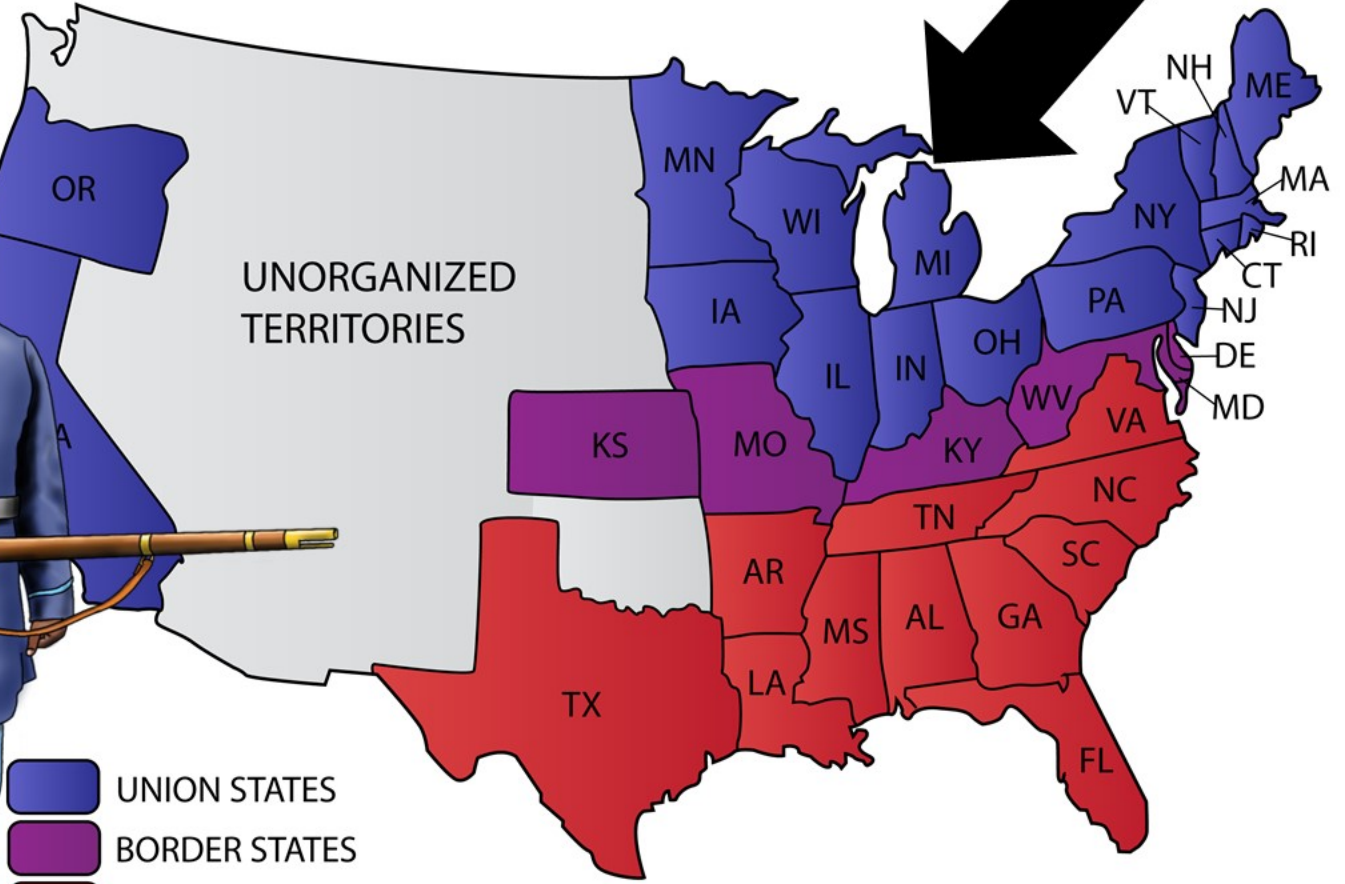 NH
ME
VT
MN
MA
OR
WI
NY
RI
MI
CT
UNORGANIZED
TERRITORIES
PA
IA
NJ
OH
DE
IL
IN
WV
MD
VA
A
KS
MO
KY
NC
TN
SC
AR
AL
GA
MS
LA
TX
FL
UNION STATES
BORDER STATES